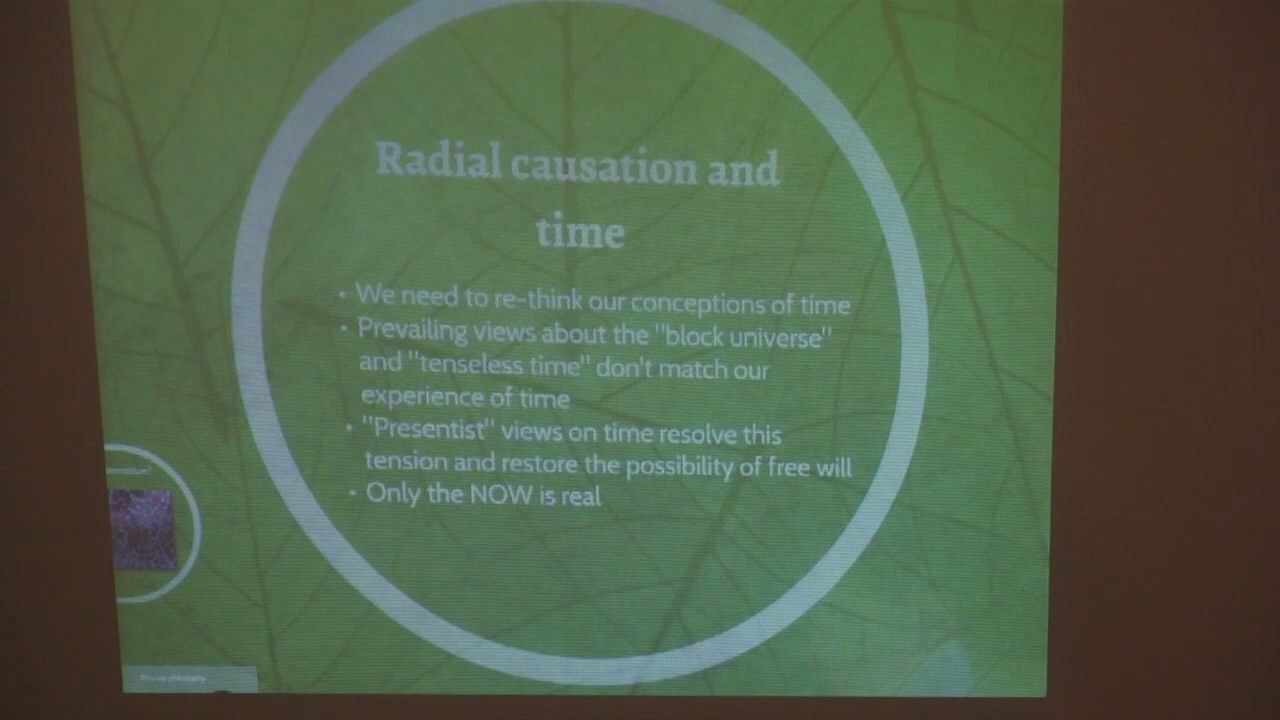 Radial causation and
time
• We need to re-think our conceptions of time
• Prevailing views about the "block universe"
and "tenseless time" don't match our
experience of time
• "Presentist" views on time resolve this
tension and restore the possibility of free will
• Only the NOW is real
philosophy